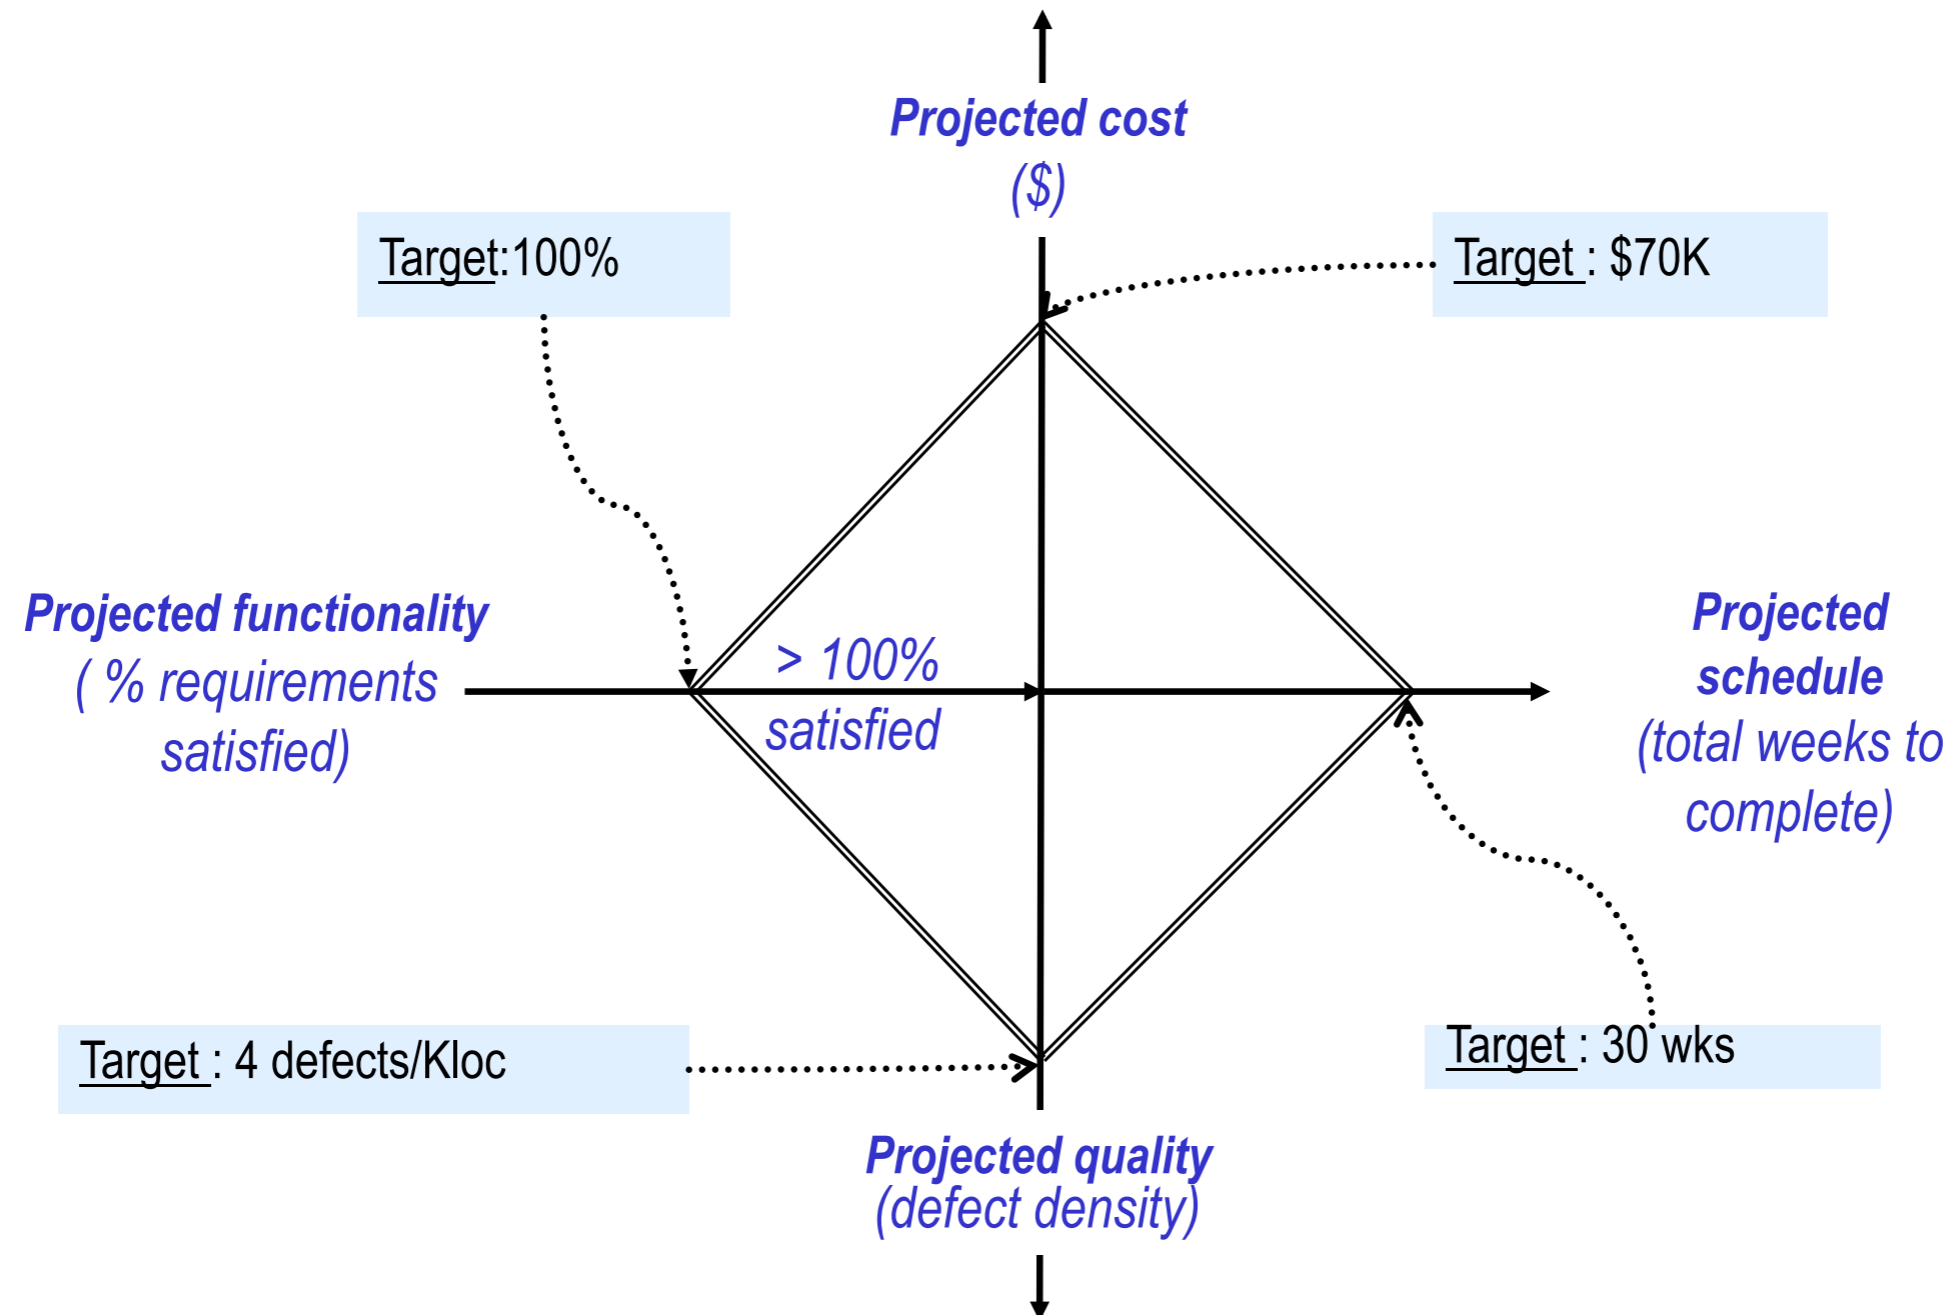 Projected cost
($)
Target:100%
Target : $70K
Projected functionality
( % requirements
satisfied)
> 100%
satisfied
Projected
schedule
(total weeks to
complete)
Target : 4 defects/Kloc
Target : 30 wks
Projected quality
(defect density)